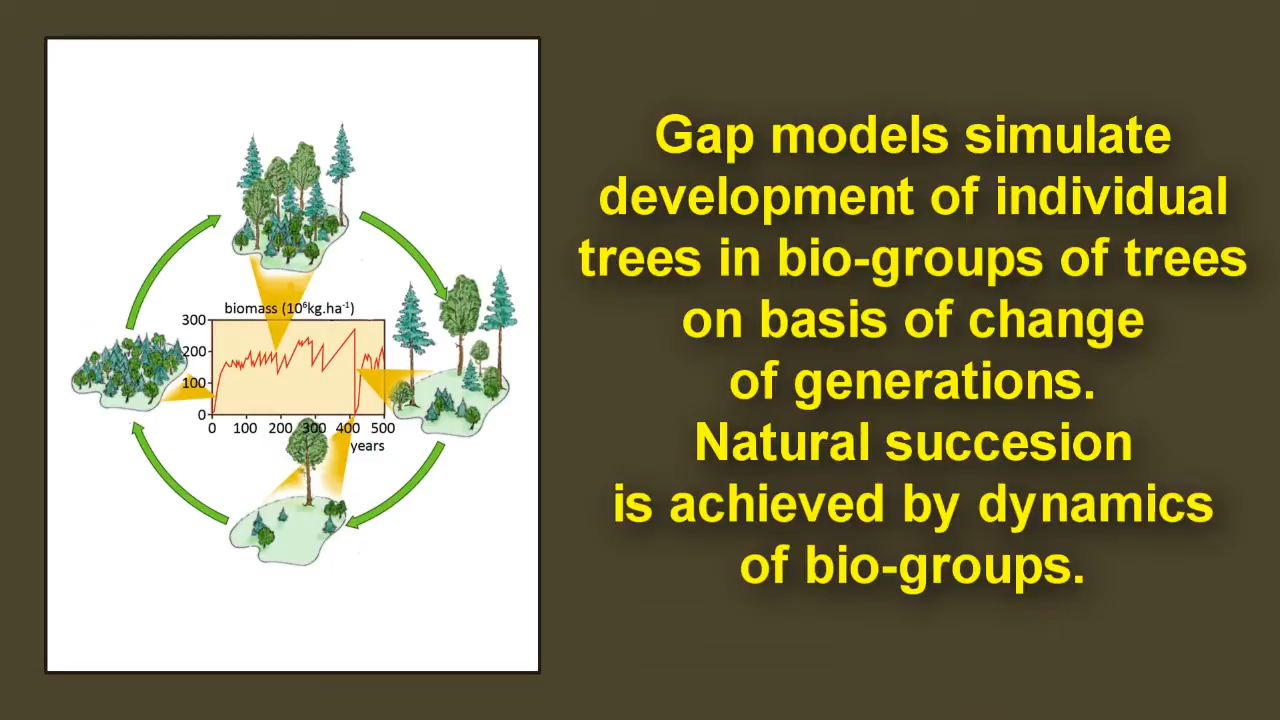 biomass (10⁶kg.ha⁻¹)
300
200
100
0
0 100 200 300 400 500
years
Gap models simulate
development of individual
trees in bio-groups of trees
on basis of change
of generations.
Natural succesion
is achieved by dynamics
of bio-groups.